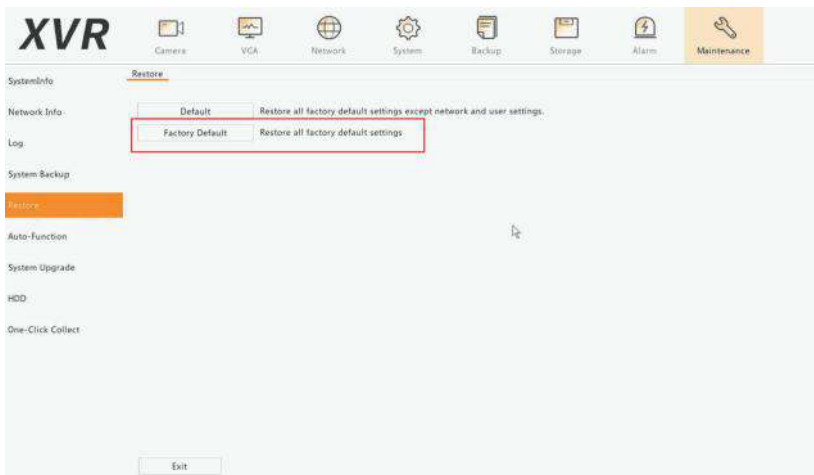 XVR
Camera VCA Network System Backup Storage Alarm Maintenance
SystemInfo
Network Info
Log
System Backup
Restore
Auto-Function
System Upgrade
HDD
One-Click Collect
Restore
Default Restore all factory default settings except network and user settings.
Factory Default Restore all factory default settings
Exit